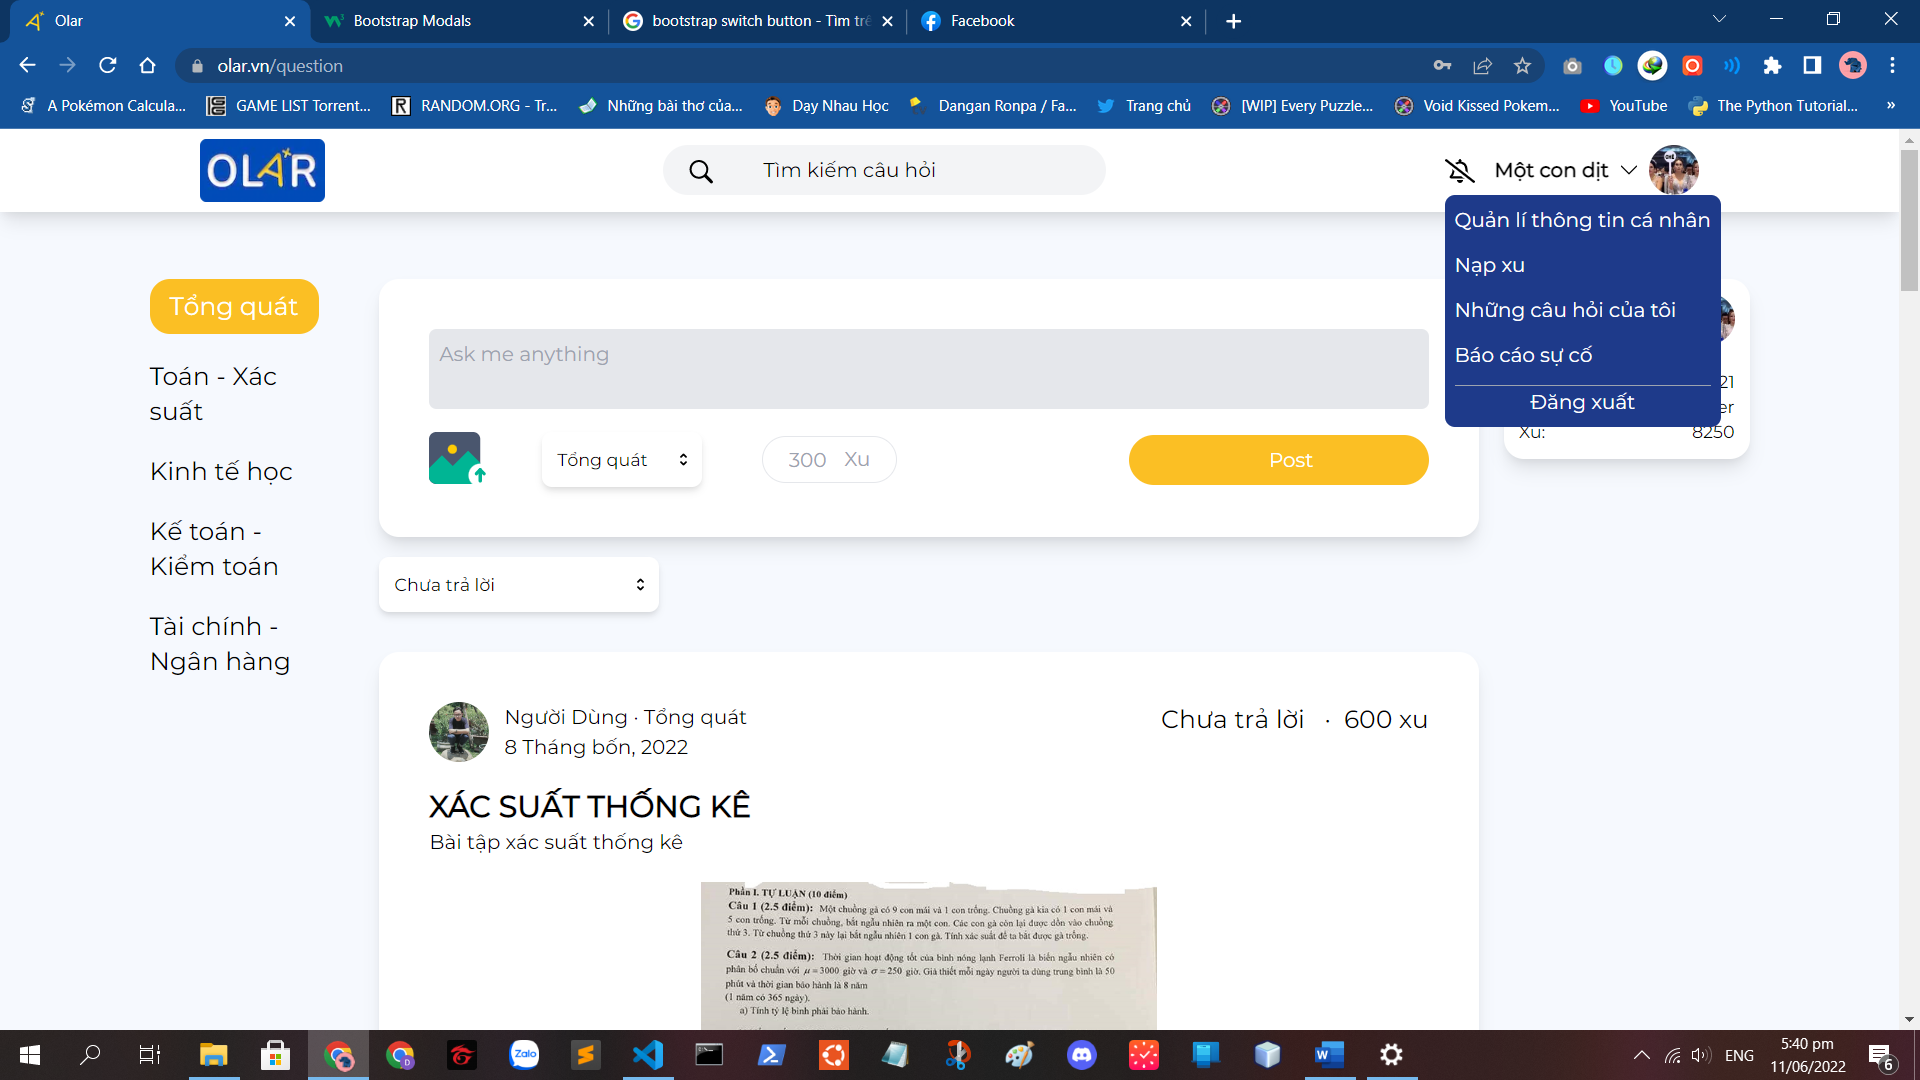 Olar
Bootstrap Modals
bootstrap switch button - Tìm trê
Facebook
olar.vn/question
A Pokémon Calcula...
GAME LIST Torrent...
RANDOM.ORG - Tr...
Những bài thơ của...
Dạy Nhau Học
Dangan Ronpa / Fa...
Trang chủ
[WIP] Every Puzzle...
Void Kissed Pokem...
YouTube
The Python Tutorial...
»
OLAR
Tìm kiếm câu hỏi
Một con dịt
Quản lí thông tin cá nhân
Nạp xu
Những câu hỏi của tôi
Báo cáo sự cố
Đăng xuất
21
er
Xu: 8250
Tổng quát
Toán - Xác
suất
Kinh tế học
Kế toán -
Kiểm toán
Tài chính -
Ngân hàng
Ask me anything
Tổng quát
300 Xu
Post
Chưa trả lời
Người Dùng · Tổng quát
8 Tháng bốn, 2022
Chưa trả lời · 600 xu
XÁC SUẤT THỐNG KÊ
Bài tập xác suất thống kê
Phần I. TỰ LUẬN (10 điểm)
Câu 1 (2.5 điểm): Một chuồng gà có 9 con mái và 1 con trống. Chuồng gà kia có 1 con mái và
5 con trống. Từ mỗi chuồng, bắt ngẫu nhiên ra một con. Các con gà còn lại được dồn vào chuồng
thứ 3. Từ chuồng thứ 3 này lại bắt ngẫu nhiên 1 con gà. Tính xác suất để ta bắt được gà trống.
Câu 2 (2.5 điểm): Thời gian hoạt động tốt của bình nóng lạnh Ferroli là biến ngẫu nhiên có
phân bố chuẩn với μ = 3000 giờ và σ = 250 giờ. Giả thiết mỗi ngày người ta dùng trung bình là 50
phút và thời gian bảo hành là 8 năm
(1 năm có 365 ngày).
a) Tính tỷ lệ bình phải bảo hành.
Zalo
ENG
5:40 pm
11/06/2022
6